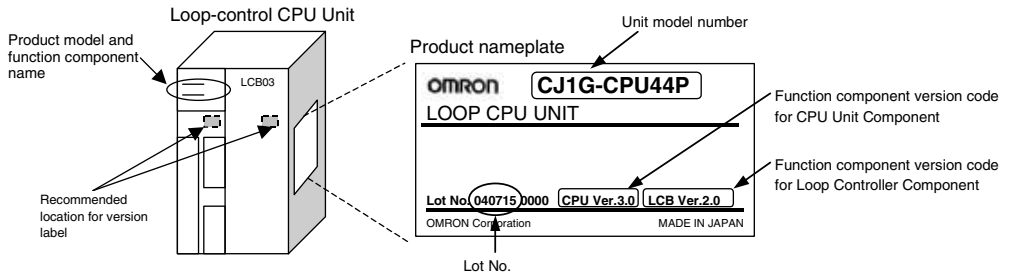 Loop-control CPU Unit
Product model and
function component
name
LCB03
Recommended
location for version
label
Unit model number
Product nameplate
OMRON
CJ1G-CPU44P
LOOP CPU UNIT
Lot No. 040715 0000 CPU Ver.3.0 LCB Ver.2.0
OMRON Corporation MADE IN JAPAN
Lot No.
Function component version code
for CPU Unit Component
Function component version code
for Loop Controller Component